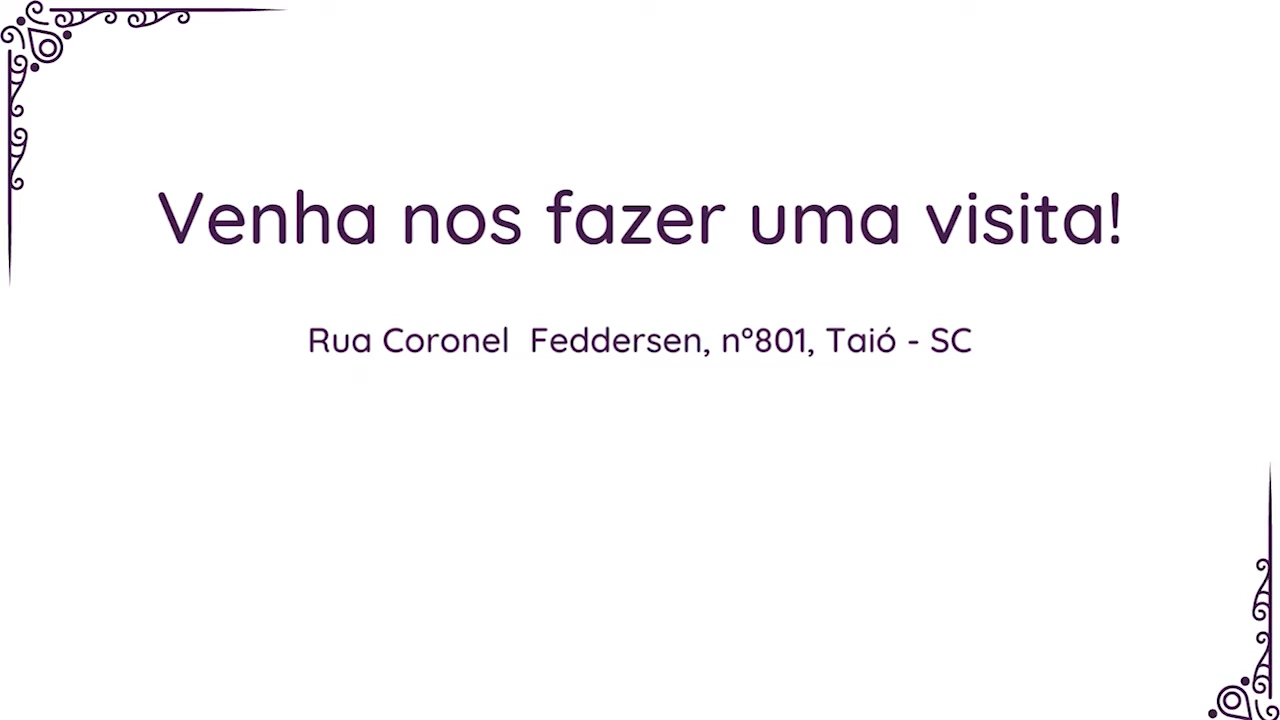 Venha nos fazer uma visita!
Rua Coronel  Feddersen, nº801, Taió - SC